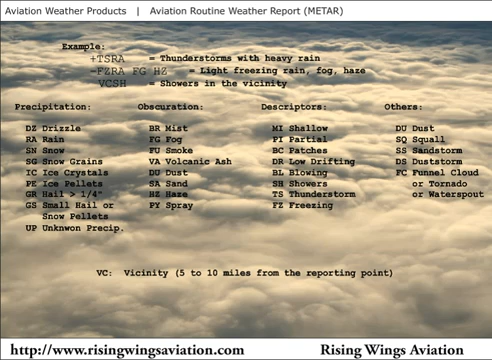 Aviation Weather Products | Aviation Routine Weather Report (METAR)
Example:
+TSRA = Thunderstorms with heavy rain
-FZRA FG HZ = Light freezing rain, fog, haze
VCSH = Showers in the vicinity
Precipitation: Obscuration: Descriptors: Others:
DZ Drizzle BR Mist MI Shallow DU Dust
RA Rain FG Fog PI Partial SQ Squall
SN Snow FU Smoke BC Patches SS Sandstorm
SG Snow Grains VA Volcanic Ash DR Low Drifting DS Duststorm
IC Ice Crystals DU Dust BL Blowing FC Funnel Cloud
PE Ice Pellets SA Sand SH Showers or Tornado
GR Hail > 1/4" HZ Haze TS Thunderstorm or Waterspout
GS Small Hail or PY Spray FZ Freezing
Snow Pellets
UP Unknwon Precip.
VC: Vicinity (5 to 10 miles from the reporting point)
http://www.risingwingsaviation.com Rising Wings Aviation